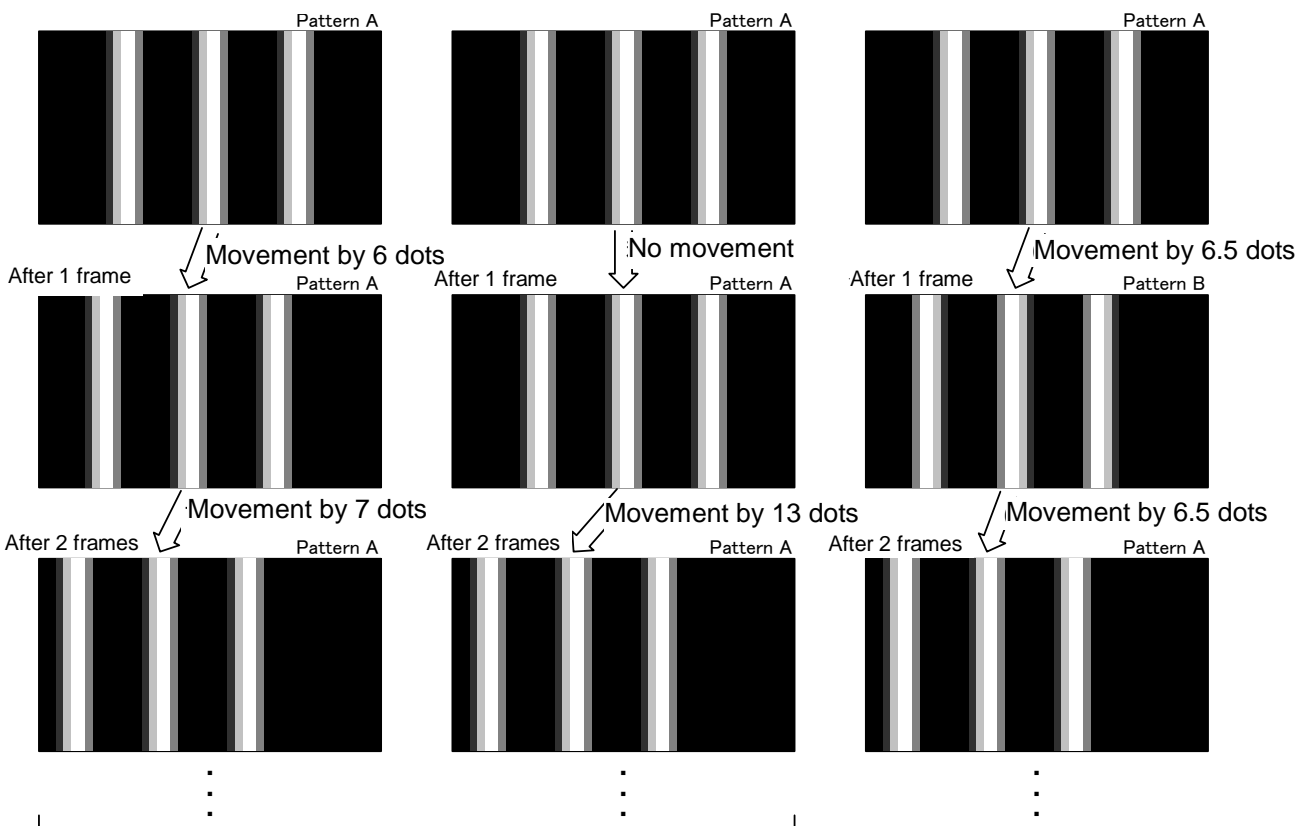 Pattern A
Pattern A
Pattern A
Movement by 6 dots
No movement
Movement by 6.5 dots
After 1 frame
Pattern A
After 1 frame
Pattern A
After 1 frame
Pattern B
Movement by 7 dots
Movement by 13 dots
Movement by 6.5 dots
After 2 frames
Pattern A
After 2 frames
Pattern A
After 2 frames
Pattern A